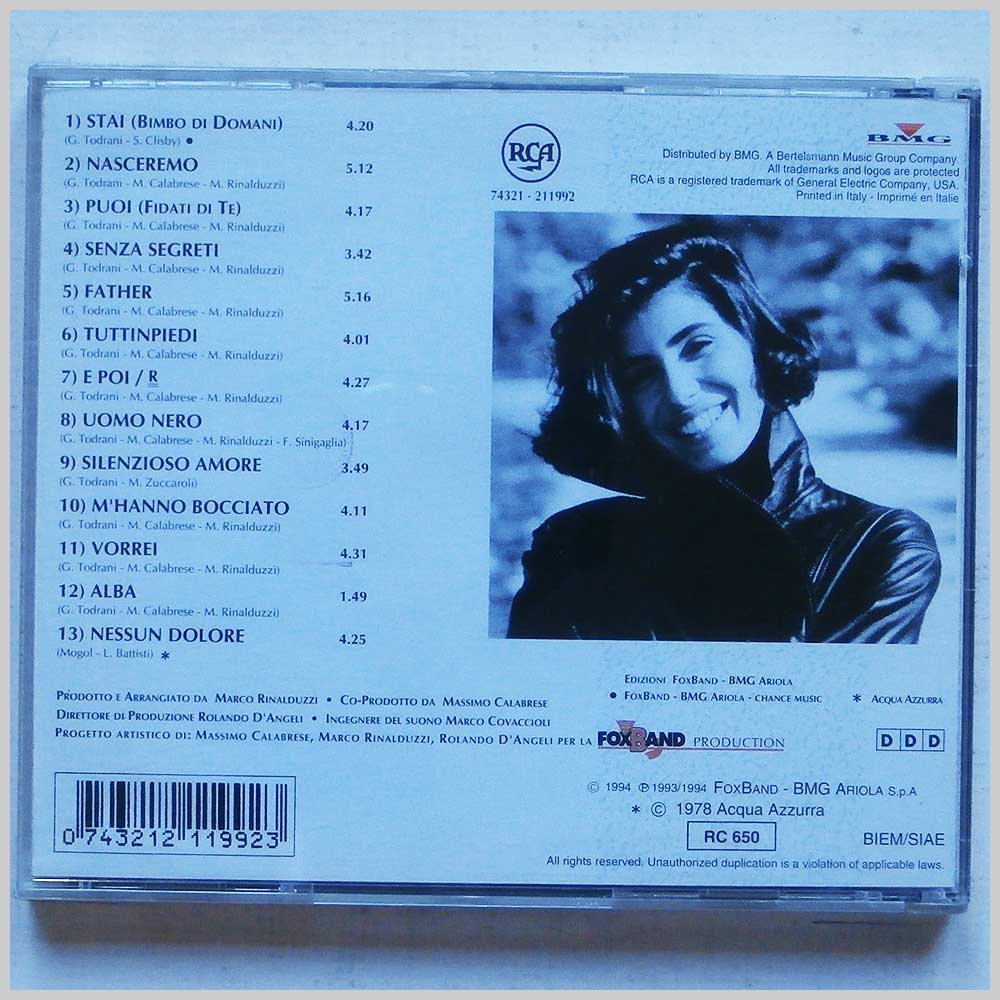 1) STAI (BIMBO DI DOMANI) 4.20
(G. Todrani - S. Clisby) ●
2) NASCEREMO 5.12
(G. Todrani - M. Calabrese - M. Rinalduzzi)
3) PUOI (FIDATI DI TE) 4.17
(G. Todrani - M. Calabrese - M. Rinalduzzi)
4) SENZA SEGRETI 3.42
(G. Todrani - M. Calabrese - M. Rinalduzzi)
5) FATHER 5.16
(G. Todrani - M. Calabrese - M. Rinalduzzi)
6) TUTTINPIEDI 4.01
(G. Todrani - M. Calabrese - M. Rinalduzzi)
7) E POI / R 4.27
(G. Todrani - M. Calabrese - M. Rinalduzzi)
8) UOMO NERO 4.17
(G. Todrani - M. Calabrese - M. Rinalduzzi - F. Sinigaglia)
9) SILENZIOSO AMORE 3.49
(G. Todrani - M. Zuccaroli)
10) M'HANNO BOCCIATO 4.11
(G. Todrani - M. Calabrese - M. Rinalduzzi)
11) VORREI 4.31
(G. Todrani - M. Calabrese - M. Rinalduzzi)
12) ALBA 1.49
(G. Todrani - M. Calabrese - M. Rinalduzzi)
13) NESSUN DOLORE 4.25
(Mogol - L. Battisti) *
RCA
74321 - 211992
BMG
Distributed by BMG. A Bertelsmann Music Group Company.
All trademarks and logos are protected
RCA is a registered trademark of General Electric Company, USA.
Printed in Italy - Imprimé en Italie
EDIZIONI FOXBAND - BMG ARIOLA
● FOXBAND - BMG ARIOLA - CHANCE MUSIC * ACQUA AZZURRA
PRODOTTO E ARRANGIATO DA MARCO RINALDUZZI • CO-PRODOTTO DA MASSIMO CALABRESE
DIRETTORE DI PRODUZIONE ROLANDO D'ANGELI • INGEGNERE DEL SUONO MARCO COVACCIOLI
PROGETTO ARTISTICO DI: MASSIMO CALABRESE, MARCO RINALDUZZI, ROLANDO D'ANGELI PER LA FOXBAND PRODUCTION
DDD
© 1994 ℗ 1993/1994 FOXBAND - BMG ARIOLA S.p.A
* © 1978 Acqua Azzurra
RC 650
BIEM/SIAE
All rights reserved. Unauthorized duplication is a violation of applicable laws.
0 743212 119923